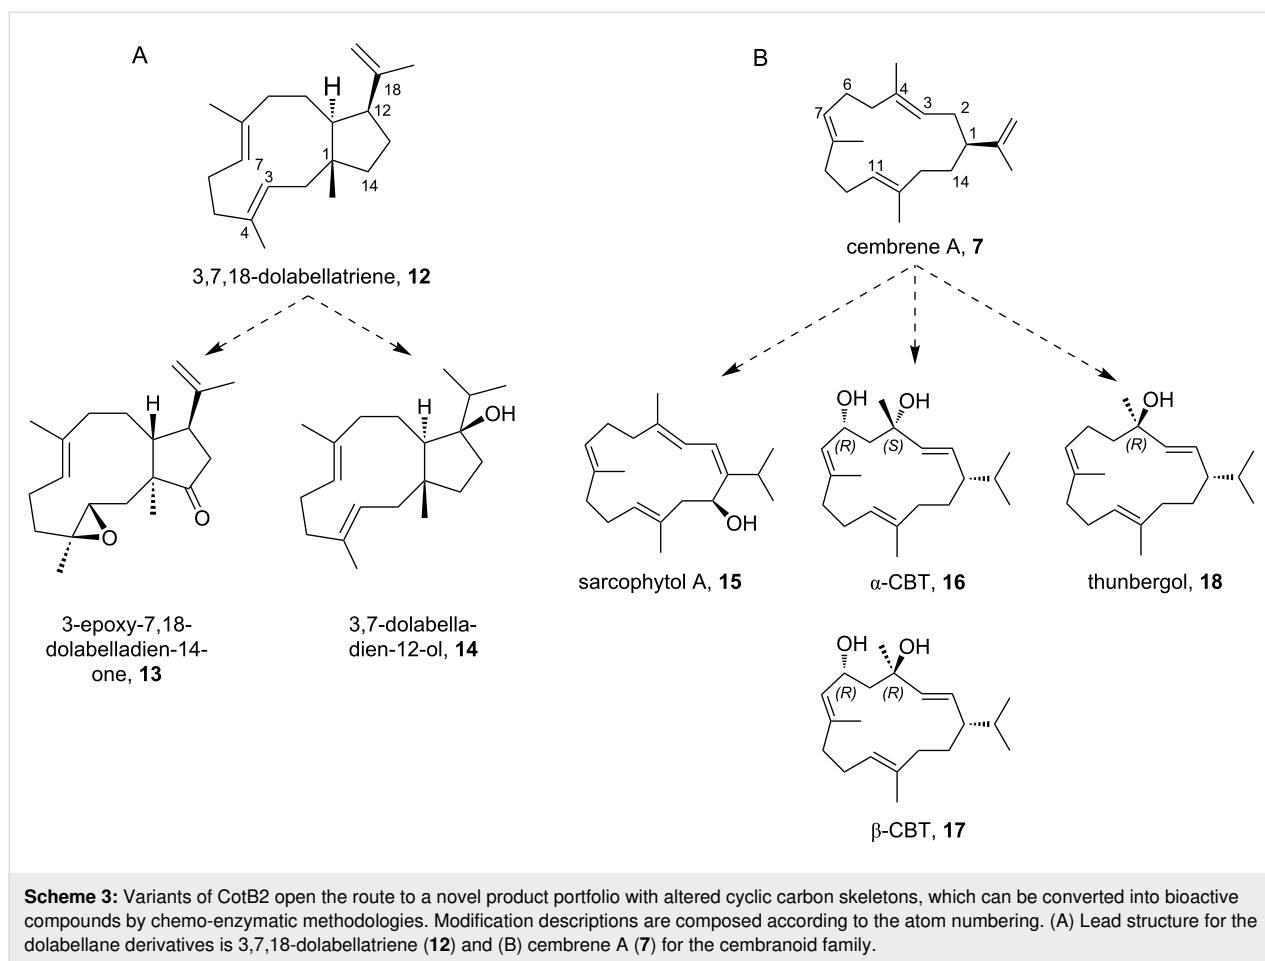 A
H
18
12
1
7
3
14
4
3,7,18-dolabellatriene, 12
H
O
3-epoxy-7,18-
dolabelladien-14-
one, 13
H
OH
3,7-dolabella-
dien-12-ol, 14
B
6
4
3
2
7
1
11
14
cembrene A, 7
OH
sarcophytol A, 15
OH
OH
(R)
(S)
α-CBT, 16
OH
(R)
thunbergol, 18
OH
OH
(R)
(R)
β-CBT, 17
Scheme 3: Variants of CotB2 open the route to a novel product portfolio with altered cyclic carbon skeletons, which can be converted into bioactive
compounds by chemo-enzymatic methodologies. Modification descriptions are composed according to the atom numbering. (A) Lead structure for the
dolabellane derivatives is 3,7,18-dolabellatriene (12) and (B) cembrene A (7) for the cembranoid family.